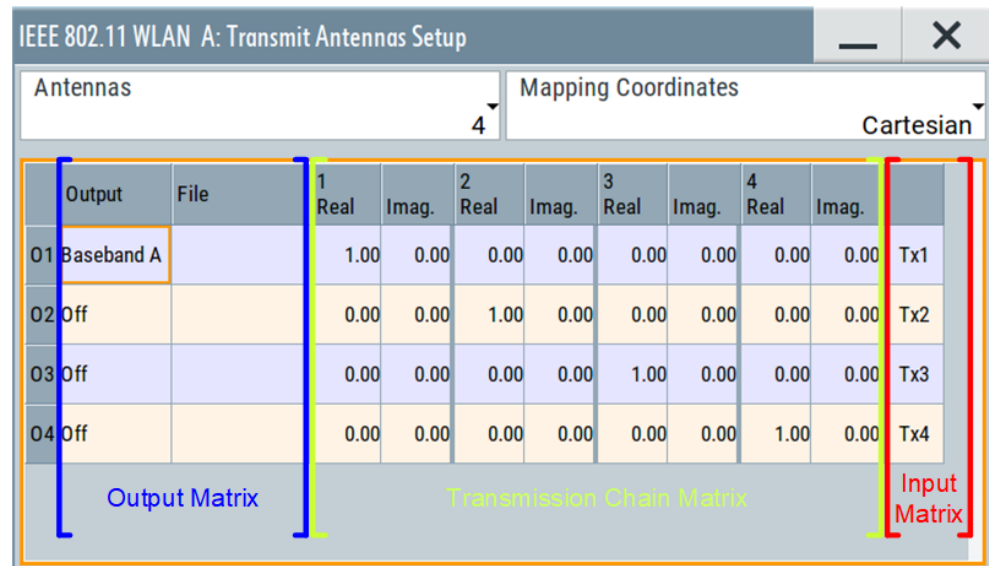 IEEE 802.11 WLAN A: Transmit Antennas Setup
Antennas
4
Mapping Coordinates
Cartesian
Output File 1 Real Imag. 2 Real Imag. 3 Real Imag. 4 Real Imag.
O1 Baseband A 1.00 0.00 0.00 0.00 0.00 0.00 0.00 0.00 Tx1
O2 Off 0.00 0.00 1.00 0.00 0.00 0.00 0.00 0.00 Tx2
O3 Off 0.00 0.00 0.00 0.00 1.00 0.00 0.00 0.00 Tx3
O4 Off 0.00 0.00 0.00 0.00 0.00 0.00 1.00 0.00 Tx4
Output Matrix
Transmission Chain Matrix
Input
Matrix